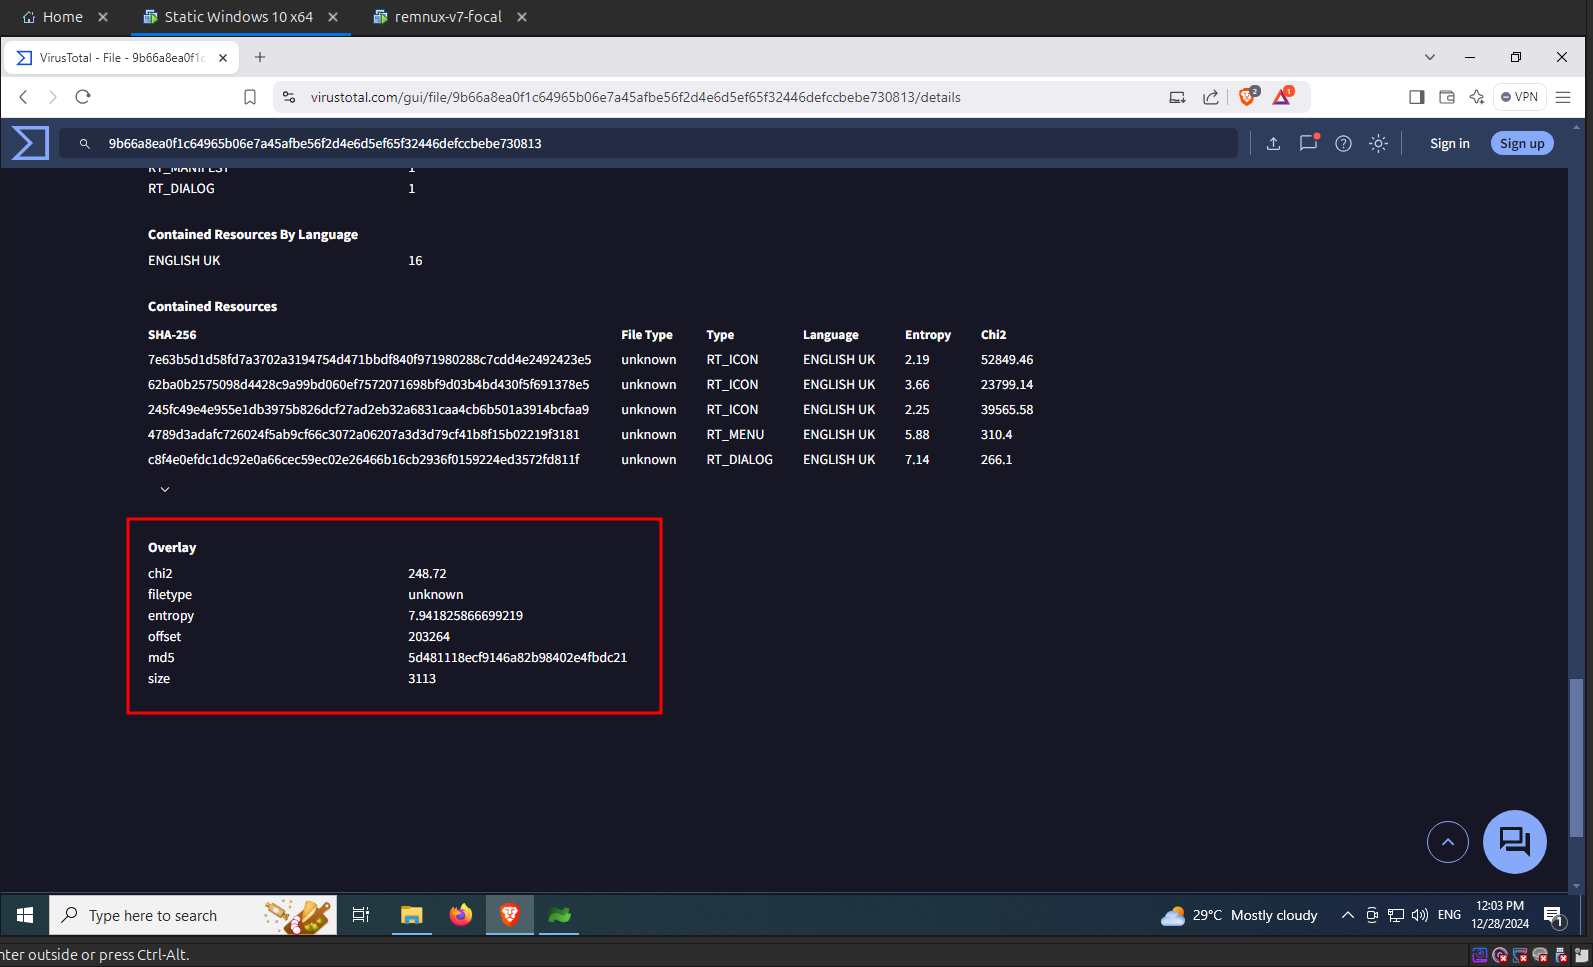 Home
Static Windows 10 x64
remnux-v7-focal
VirusTotal - File - 9b66a8ea0f1c
virustotal.com/gui/file/9b66a8ea0f1c64965b06e7a45afbe56f2d4e6d5ef65f32446defccbebe730813/details
2
1
VPN
9b66a8ea0f1c64965b06e7a45afbe56f2d4e6d5ef65f32446defccbebe730813
Sign in
Sign up
RT_MANIFEST 1
RT_DIALOG 1
Contained Resources By Language
ENGLISH UK 16
Contained Resources
SHA-256 File Type Type Language Entropy Chi2
7e63b5d1d58fd7a3702a3194754d471bbdf840f971980288c7cdd4e2492423e5 unknown RT_ICON ENGLISH UK 2.19 52849.46
62ba0b2575098d4428c9a99bd060ef7572071698bf9d03b4bd430f5f691378e5 unknown RT_ICON ENGLISH UK 3.66 23799.14
245fc49e4e955e1db3975b826dcf27ad2eb32a6831caa4cb6b501a3914bcfaa9 unknown RT_ICON ENGLISH UK 2.25 39565.58
4789d3adafc726024f5ab9cf66c3072a06207a3d3d79cf41b8f15b02219f3181 unknown RT_MENU ENGLISH UK 5.88 310.4
c8f4e0efdc1dc92e0a66cec59ec02e26466b16cb2936f0159224ed3572fd811f unknown RT_DIALOG ENGLISH UK 7.14 266.1
Overlay
chi2 248.72
filetype unknown
entropy 7.941825866699219
offset 203264
md5 5d481118ecf9146a82b98402e4fbdc21
size 3113
Type here to search
29°C Mostly cloudy
ENG
12:03 PM
12/28/2024
1
nter outside or press Ctrl-Alt.